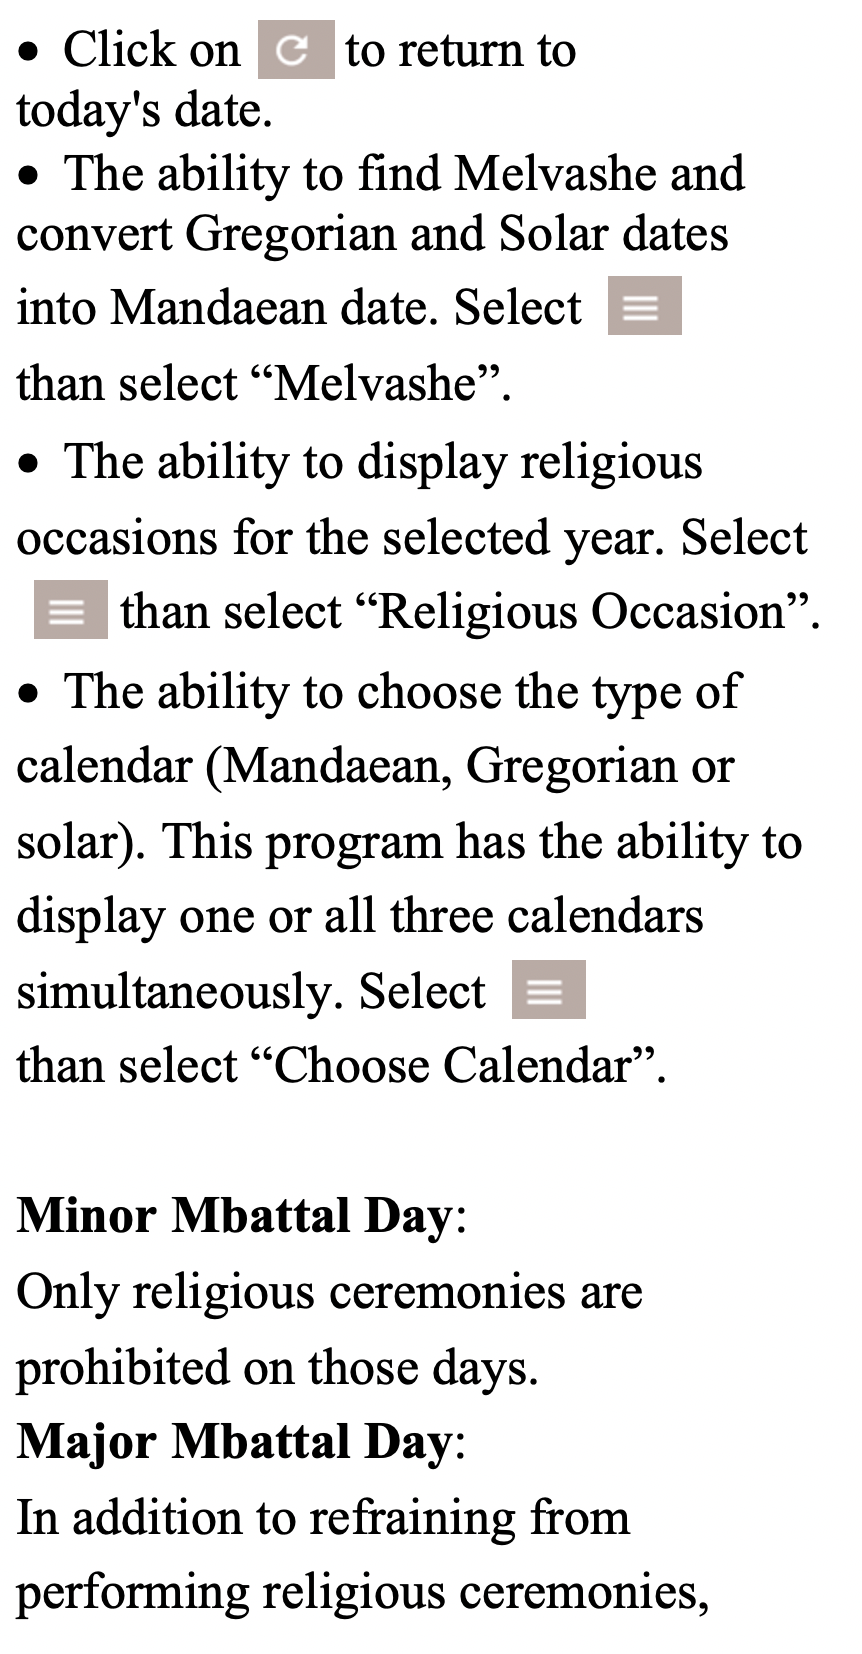 • Click on to return to
today's date.
• The ability to find Melvashe and
convert Gregorian and Solar dates
into Mandaean date. Select
than select “Melvashe”.
• The ability to display religious
occasions for the selected year. Select
than select “Religious Occasion”.
• The ability to choose the type of
calendar (Mandaean, Gregorian or
solar). This program has the ability to
display one or all three calendars
simultaneously. Select
than select “Choose Calendar”.
Minor Mbattal Day:
Only religious ceremonies are
prohibited on those days.
Major Mbattal Day:
In addition to refraining from
performing religious ceremonies,